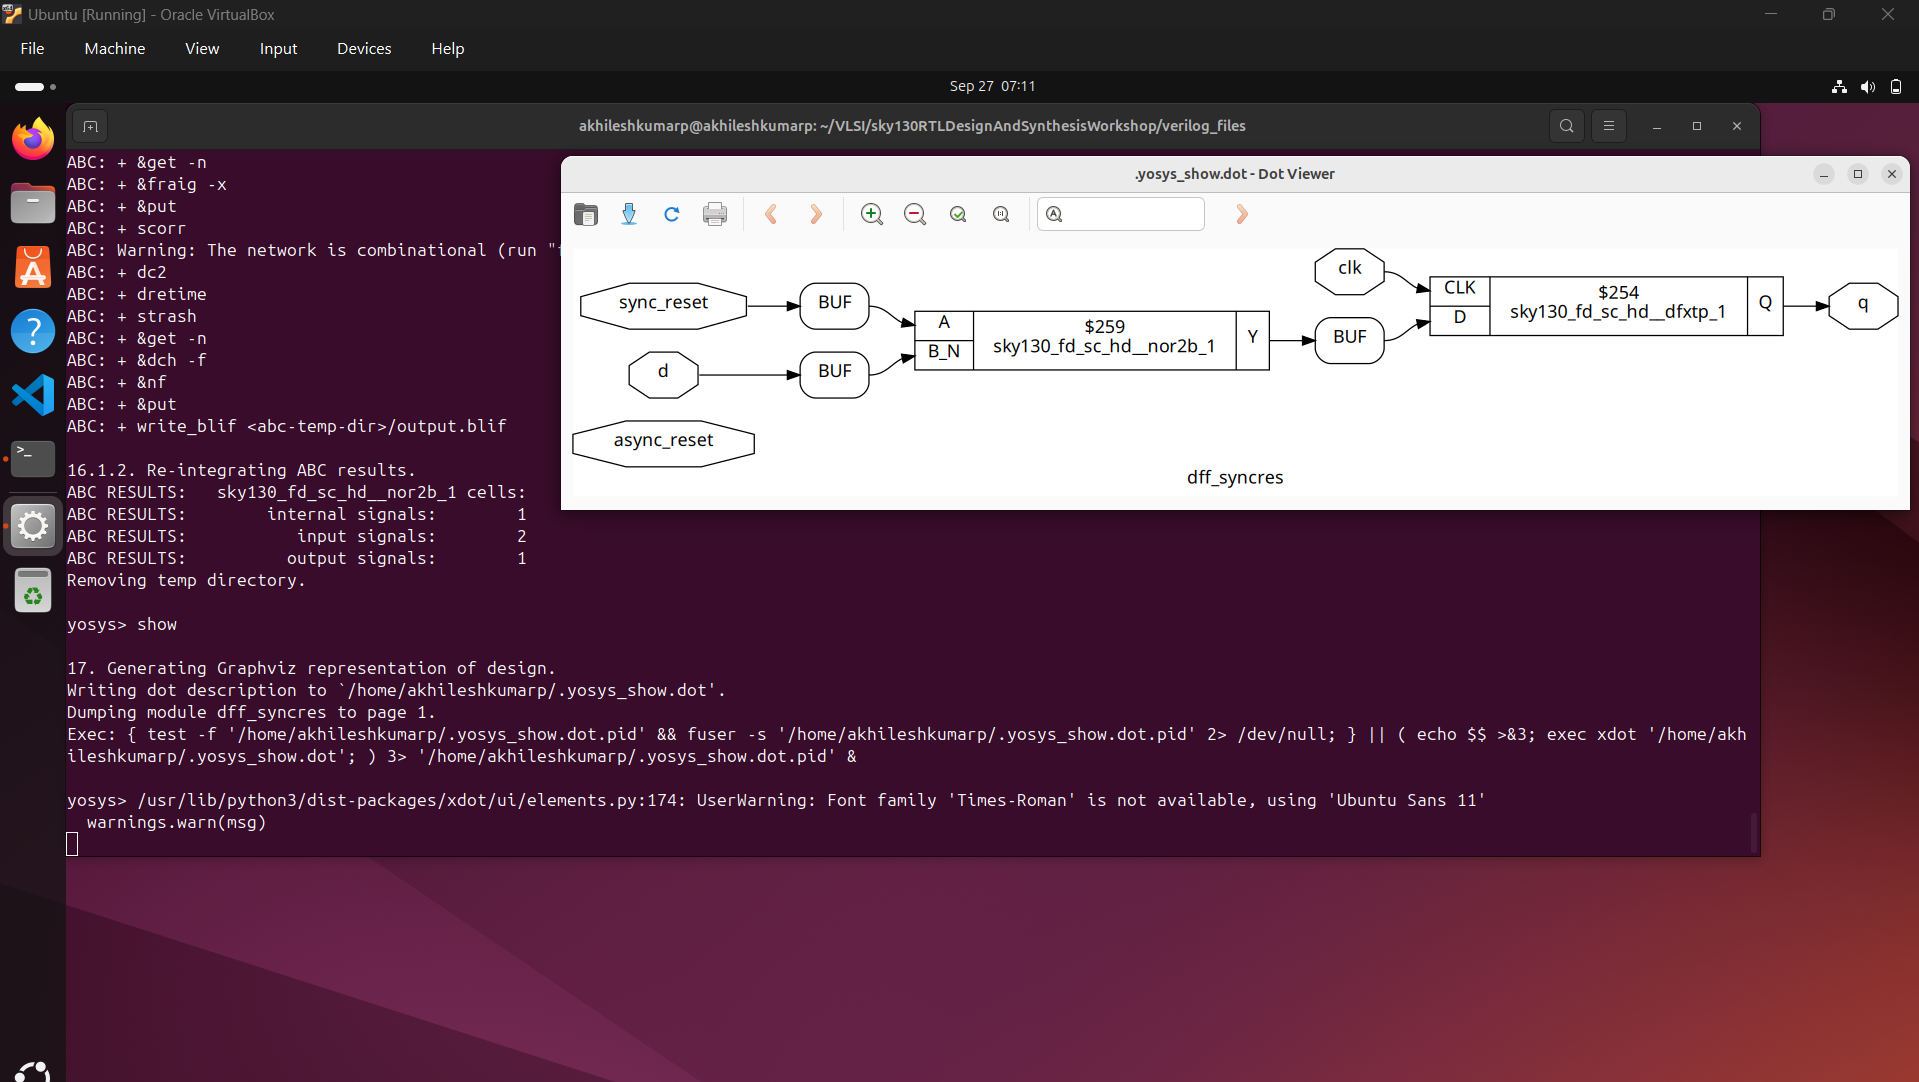 Ubuntu [Running] - Oracle VirtualBox
File Machine View Input Devices Help
Sep 27 07:11
akhileshkumarp@akhileshkumarp: ~/VLSI/sky130RTLDesignAndSynthesisWorkshop/verilog_files
ABC: + &get -n
ABC: + &fraig -x
ABC: + &put
ABC: + scorr
ABC: Warning: The network is combinational (run "
ABC: + dc2
ABC: + dretime
ABC: + strash
ABC: + &get -n
ABC: + &dch -f
ABC: + &nf
ABC: + &put
ABC: + write_blif <abc-temp-dir>/output.blif
16.1.2. Re-integrating ABC results.
ABC RESULTS:   sky130_fd_sc_hd__nor2b_1 cells:
ABC RESULTS:        internal signals:        1
ABC RESULTS:           input signals:        2
ABC RESULTS:          output signals:        1
Removing temp directory.
yosys> show
17. Generating Graphviz representation of design.
Writing dot description to `/home/akhileshkumarp/.yosys_show.dot'.
Dumping module dff_syncres to page 1.
Exec: { test -f '/home/akhileshkumarp/.yosys_show.dot.pid' && fuser -s '/home/akhileshkumarp/.yosys_show.dot.pid' 2> /dev/null; } || ( echo $$ >&3; exec xdot '/home/akh
ileshkumarp/.yosys_show.dot'; ) 3> '/home/akhileshkumarp/.yosys_show.dot.pid' &
yosys> /usr/lib/python3/dist-packages/xdot/ui/elements.py:174: UserWarning: Font family 'Times-Roman' is not available, using 'Ubuntu Sans 11'
warnings.warn(msg)
.yosys_show.dot - Dot Viewer
sync_reset
BUF
d
BUF
async_reset
A
B_N
$259
sky130_fd_sc_hd__nor2b_1
Y
BUF
clk
CLK
D
$254
sky130_fd_sc_hd__dfxtp_1
Q
q
dff_syncres